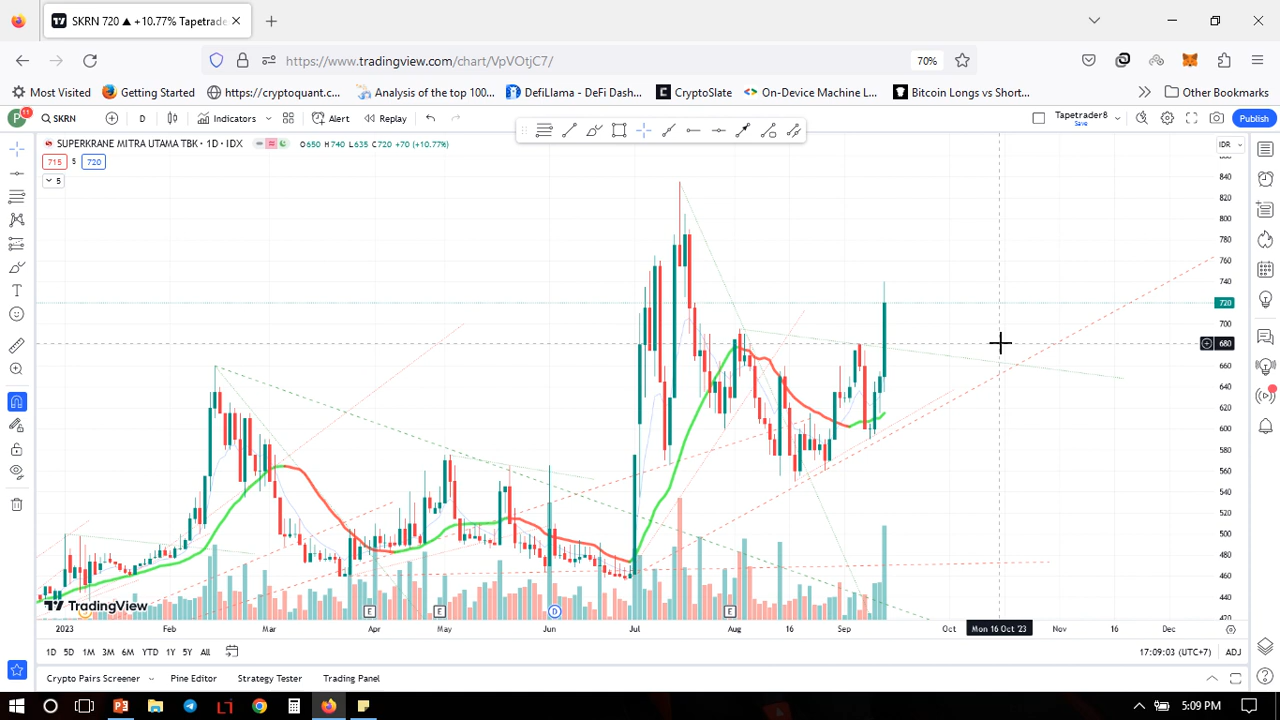 SKRN 720 ▲ +10.77% Tapetrade
https://www.tradingview.com/chart/VpVOtjC7/
70%
Most Visited
Getting Started
https://cryptoquant.c...
Analysis of the top 100...
DefiLlama - DeFi Dash...
CryptoSlate
On-Device Machine L...
Bitcoin Longs vs Short...
Other Bookmarks
P
11
SKRN
D
Indicators
Alert
Replay
Tapetrader8
Save
Publish
SUPERKRANE MITRA UTAMA TBK · 1D · IDX
O650 H740 L635 C720 +70 (+10.77%)
IDR
715
5
720
5
840
820
800
780
760
740
720
700
680
660
640
620
600
580
560
540
520
500
480
460
440
420
TradingView
E
E
D
E
2023
Feb
Mar
Apr
May
Jun
Jul
Aug
16
Sep
Oct
Mon 16 Oct '23
Nov
16
Dec
1D
5D
1M
3M
6M
YTD
1Y
5Y
All
17:09:03 (UTC+7)
ADJ
Crypto Pairs Screener
Pine Editor
Strategy Tester
Trading Panel
5:09 PM